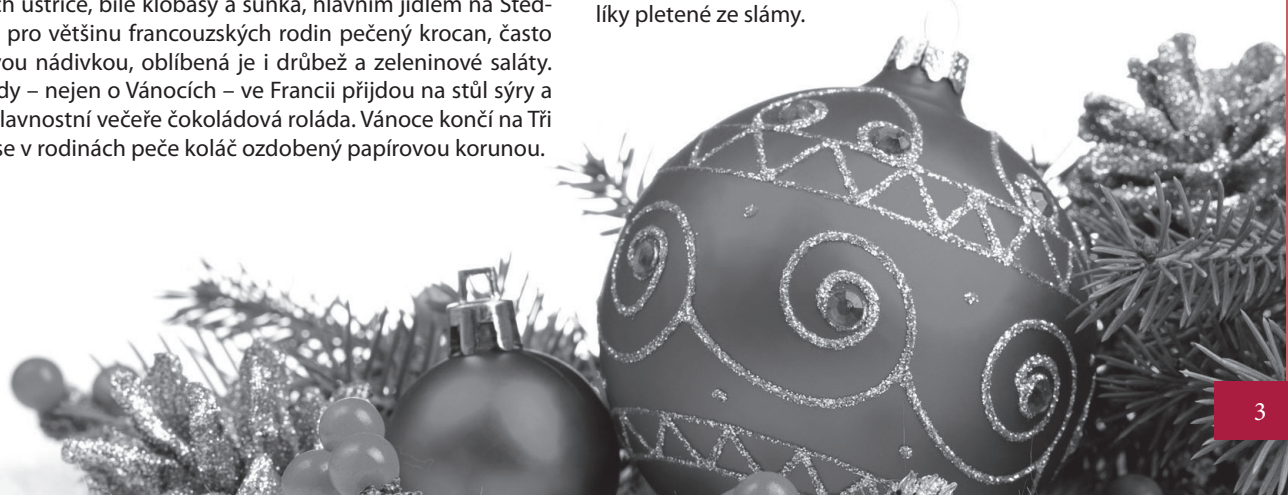 ch ústřice, bílé klobásy a šunka, hlavním jídlem na Štěd-
pro většinu francouzských rodin pečený krocan, často
vou nádivkou, oblíbená je i drůbež a zeleninové saláty.
dy – nejen o Vánocích – ve Francii přijdou na stůl sýry a
lavnostní večeře čokoládová roláda. Vánoce končí na Tři
se v rodinách peče koláč ozdobený papírovou korunou.
líky pletené ze slámy.
3